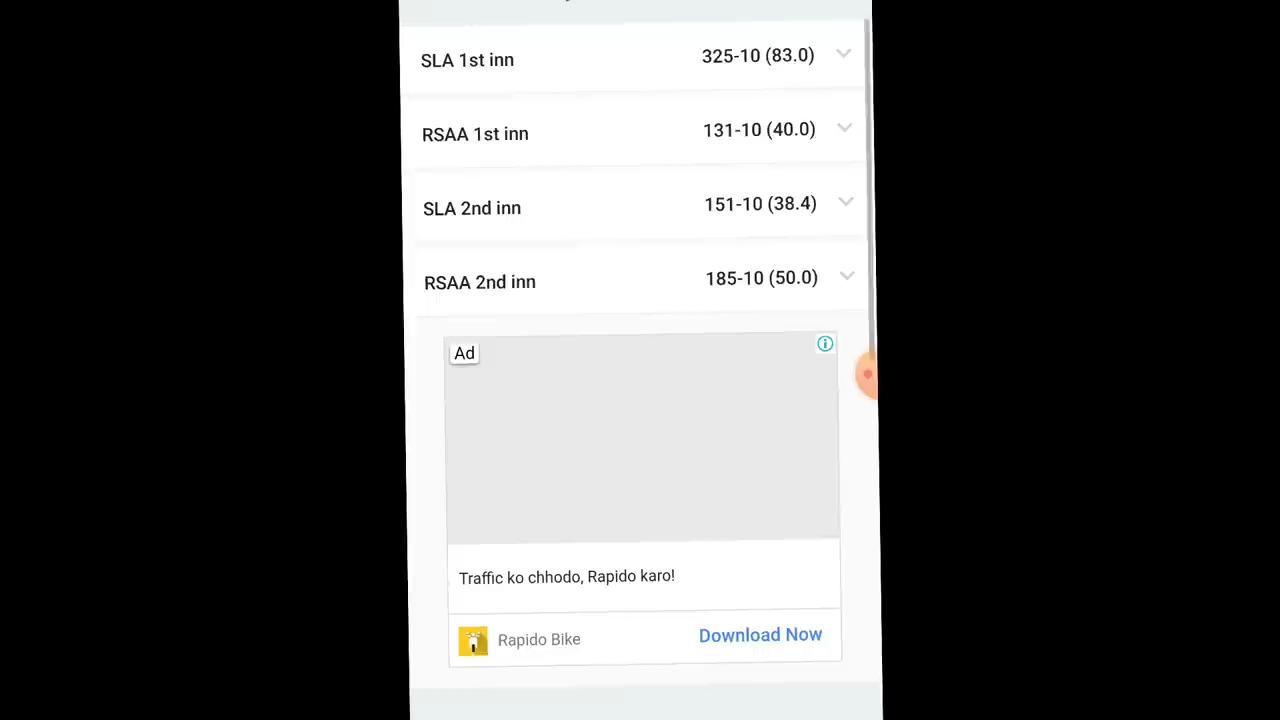 SLA 1st inn 325-10 (83.0)
RSAA 1st inn 131-10 (40.0)
SLA 2nd inn 151-10 (38.4)
RSAA 2nd inn 185-10 (50.0)
Ad
Traffic ko chhodo, Rapido karo!
Rapido Bike Download Now